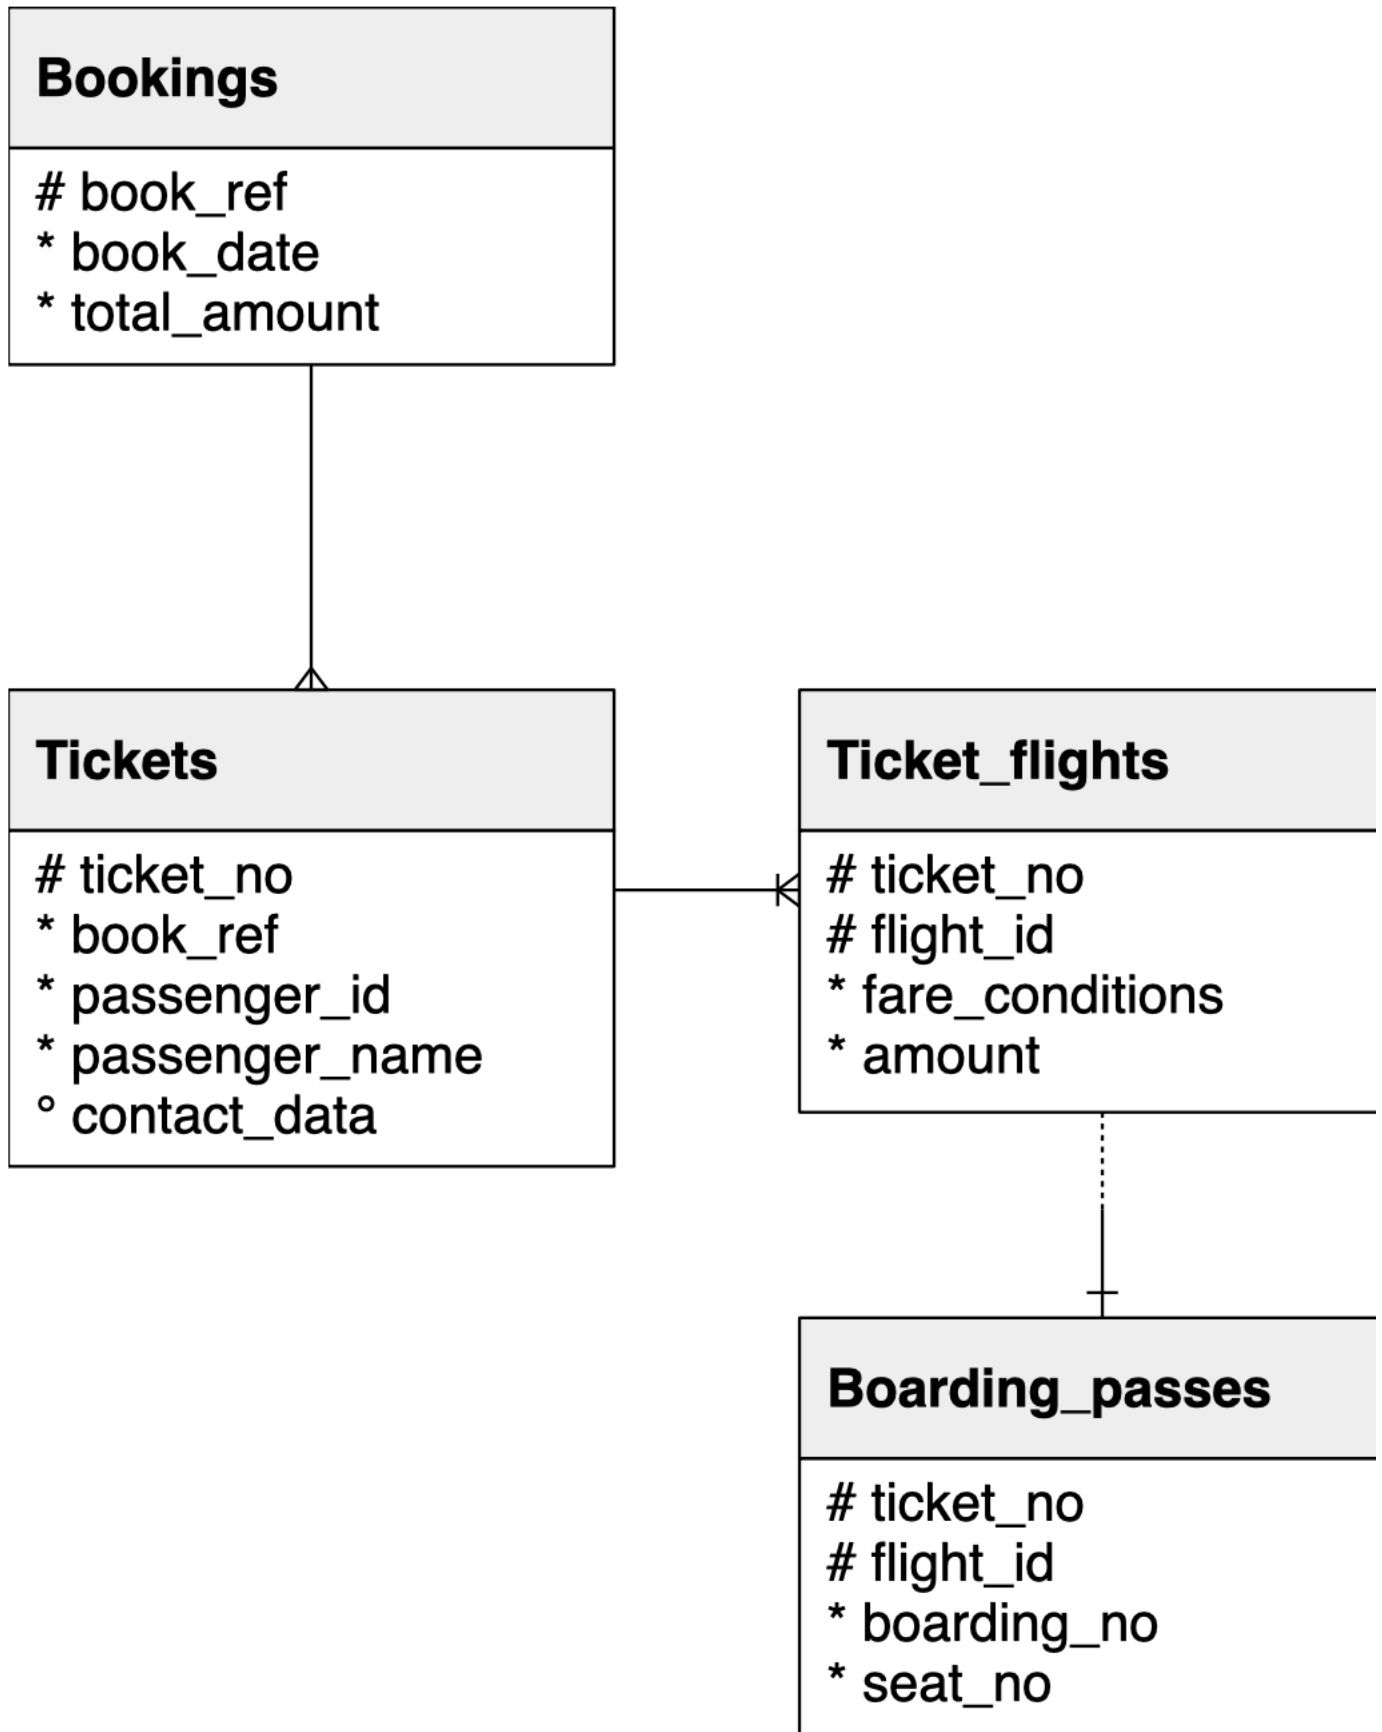 Bookings
# book_ref
* book_date
* total_amount
Tickets
# ticket_no
* book_ref
* passenger_id
* passenger_name
° contact_data
Ticket_flights
# ticket_no
# flight_id
* fare_conditions
* amount
Boarding_passes
# ticket_no
# flight_id
* boarding_no
* seat_no